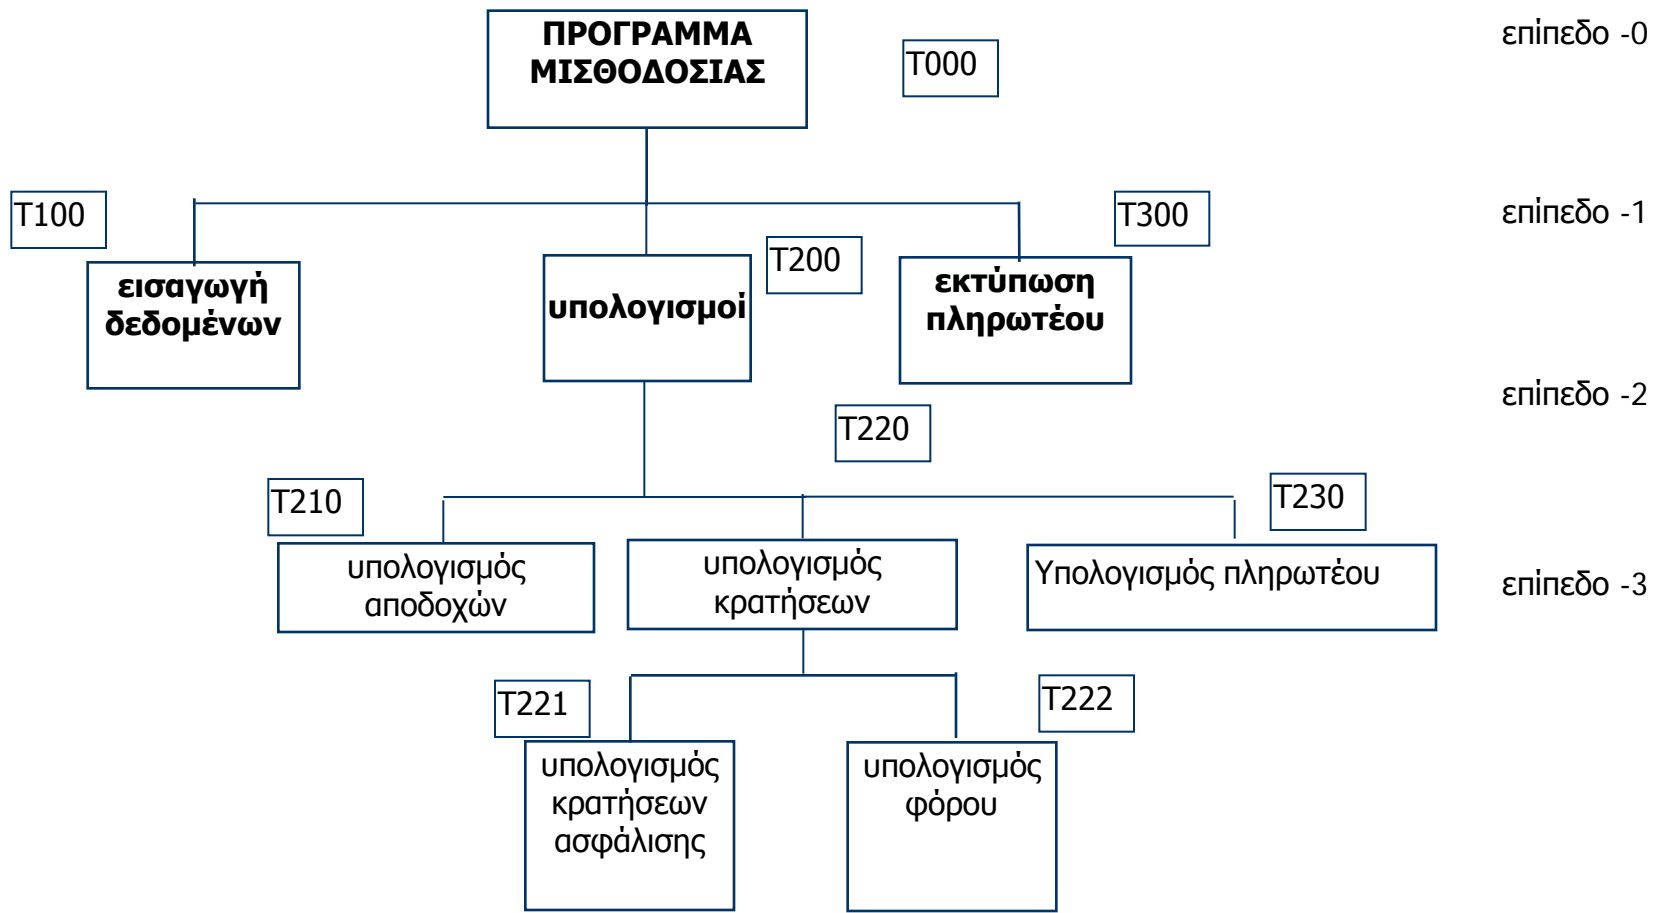 ΠΡΟΓΡΑΜΜΑ
ΜΙΣΘΟΔΟΣΙΑΣ
T000
επίπεδο -0
T100
T300
επίπεδο -1
T200
εισαγωγή
δεδομένων
υπολογισμοί
εκτύπωση
πληρωτέου
επίπεδο -2
T220
T210
T230
υπολογισμός
αποδοχών
υπολογισμός
κρατήσεων
Υπολογισμός πληρωτέου
επίπεδο -3
T221
T222
υπολογισμός
κρατήσεων
ασφάλισης
υπολογισμός
φόρου